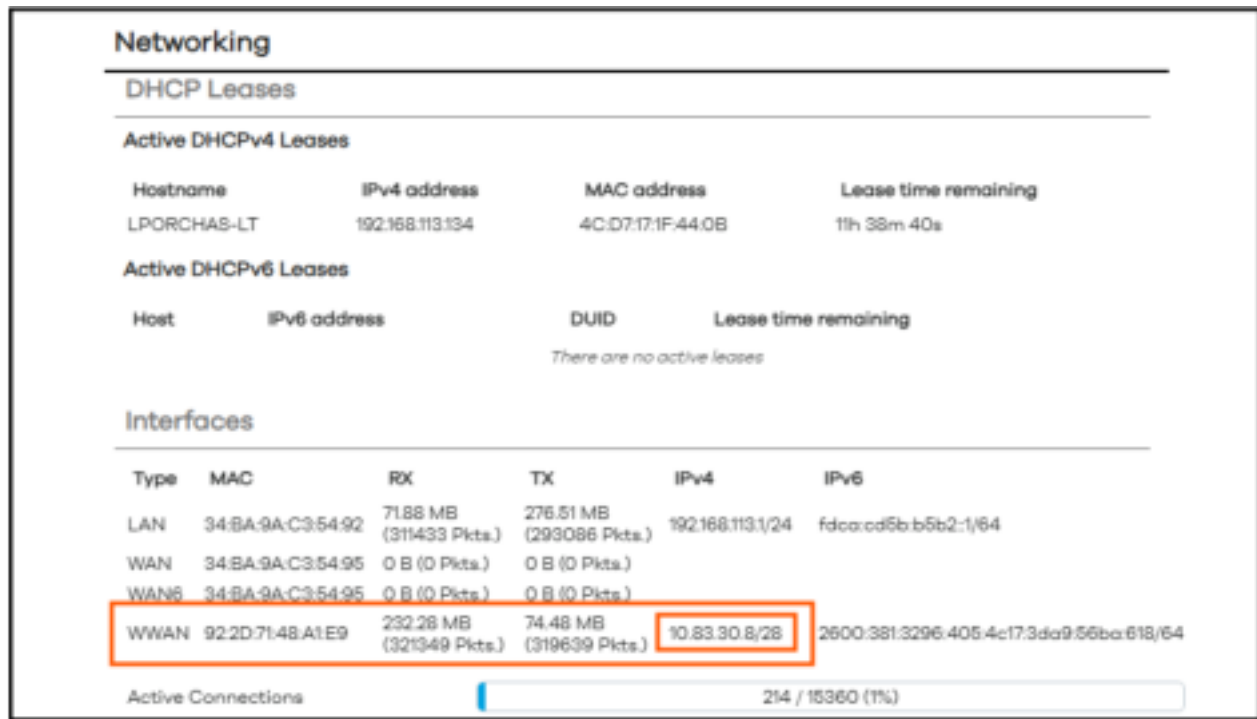 Networking
DHCP Leases
Active DHCPv4 Leases
Hostname IPv4 address MAC address Lease time remaining
LPORCHAS-LT 192.168.113.134 4C:D7:17:1F:44:0B 11h 38m 40s
Active DHCPv6 Leases
Host IPv6 address DUID Lease time remaining
There are no active leases
Interfaces
Type MAC RX TX IPv4 IPv6
LAN 34:BA:9A:C3:54:92 71.88 MB (311433 Pkts.) 276.51 MB (293086 Pkts.) 192.168.113.1/24 fdca:cd5b:b5b2::1/64
WAN 34:BA:9A:C3:54:95 0 B (0 Pkts.) 0 B (0 Pkts.)
WAN6 34:BA:9A:C3:54:95 0 B (0 Pkts.) 0 B (0 Pkts.)
WWAN 92:2D:71:48:A1:E9 232.28 MB (321349 Pkts.) 74.48 MB (319639 Pkts.) 10.83.30.8/28 2600:381:3296:405:4c17:3da9:56ba:618/64
Active Connections 214 / 15360 (1%)